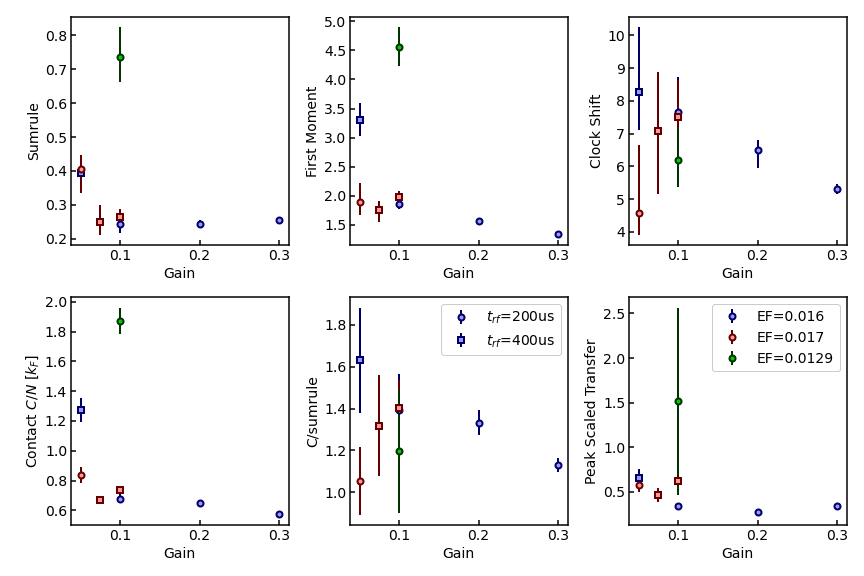 Sumrule
0.8
0.7
0.6
0.5
0.4
0.3
0.2
0.1 0.2 0.3
Gain
First Moment
5.0
4.5
4.0
3.5
3.0
2.5
2.0
1.5
0.1 0.2 0.3
Gain
Clock Shift
10
9
8
7
6
5
4
0.1 0.2 0.3
Gain
Contact C/N [k_F]
2.0
1.8
1.6
1.4
1.2
1.0
0.8
0.6
0.1 0.2 0.3
Gain
C/sumrule
1.8
1.6
1.4
1.2
1.0
t_rf=200us
t_rf=400us
0.1 0.2 0.3
Gain
Peak Scaled Transfer
2.5
2.0
1.5
1.0
0.5
EF=0.016
EF=0.017
EF=0.0129
0.1 0.2 0.3
Gain